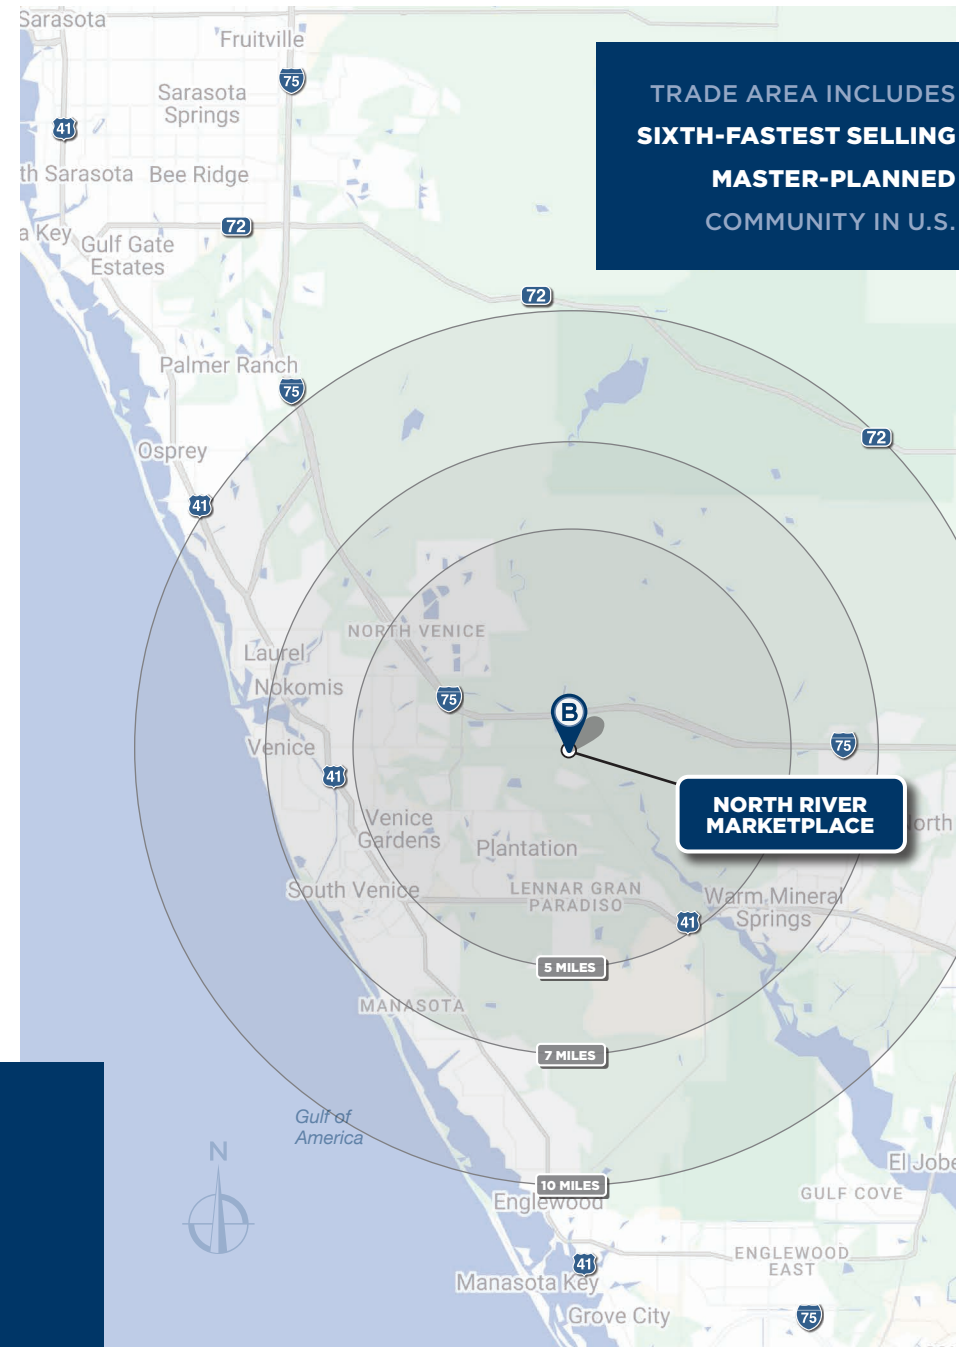 Sarasota
Fruitville
75
Sarasota
Springs
41
TRADE AREA INCLUDES
SIXTH-FASTEST SELLING
MASTER-PLANNED
COMMUNITY IN U.S.
th Sarasota
Bee Ridge
72
a Key
Gulf Gate
Estates
72
Palmer Ranch
75
72
Osprey
41
NORTH VENICE
Laurel
Nokomis
75
B
Venice
75
41
NORTH RIVER
MARKETPLACE
orth
Venice
Gardens
Plantation
South Venice
LENNAR GRAN
PARADISO
Warm Mineral
Springs
41
5 MILES
MANASOTA
7 MILES
Gulf of
America
N
El Jobe
10 MILES
Englewood
GULF COVE
ENGLEWOOD
EAST
41
Manasota Key
Grove City
75